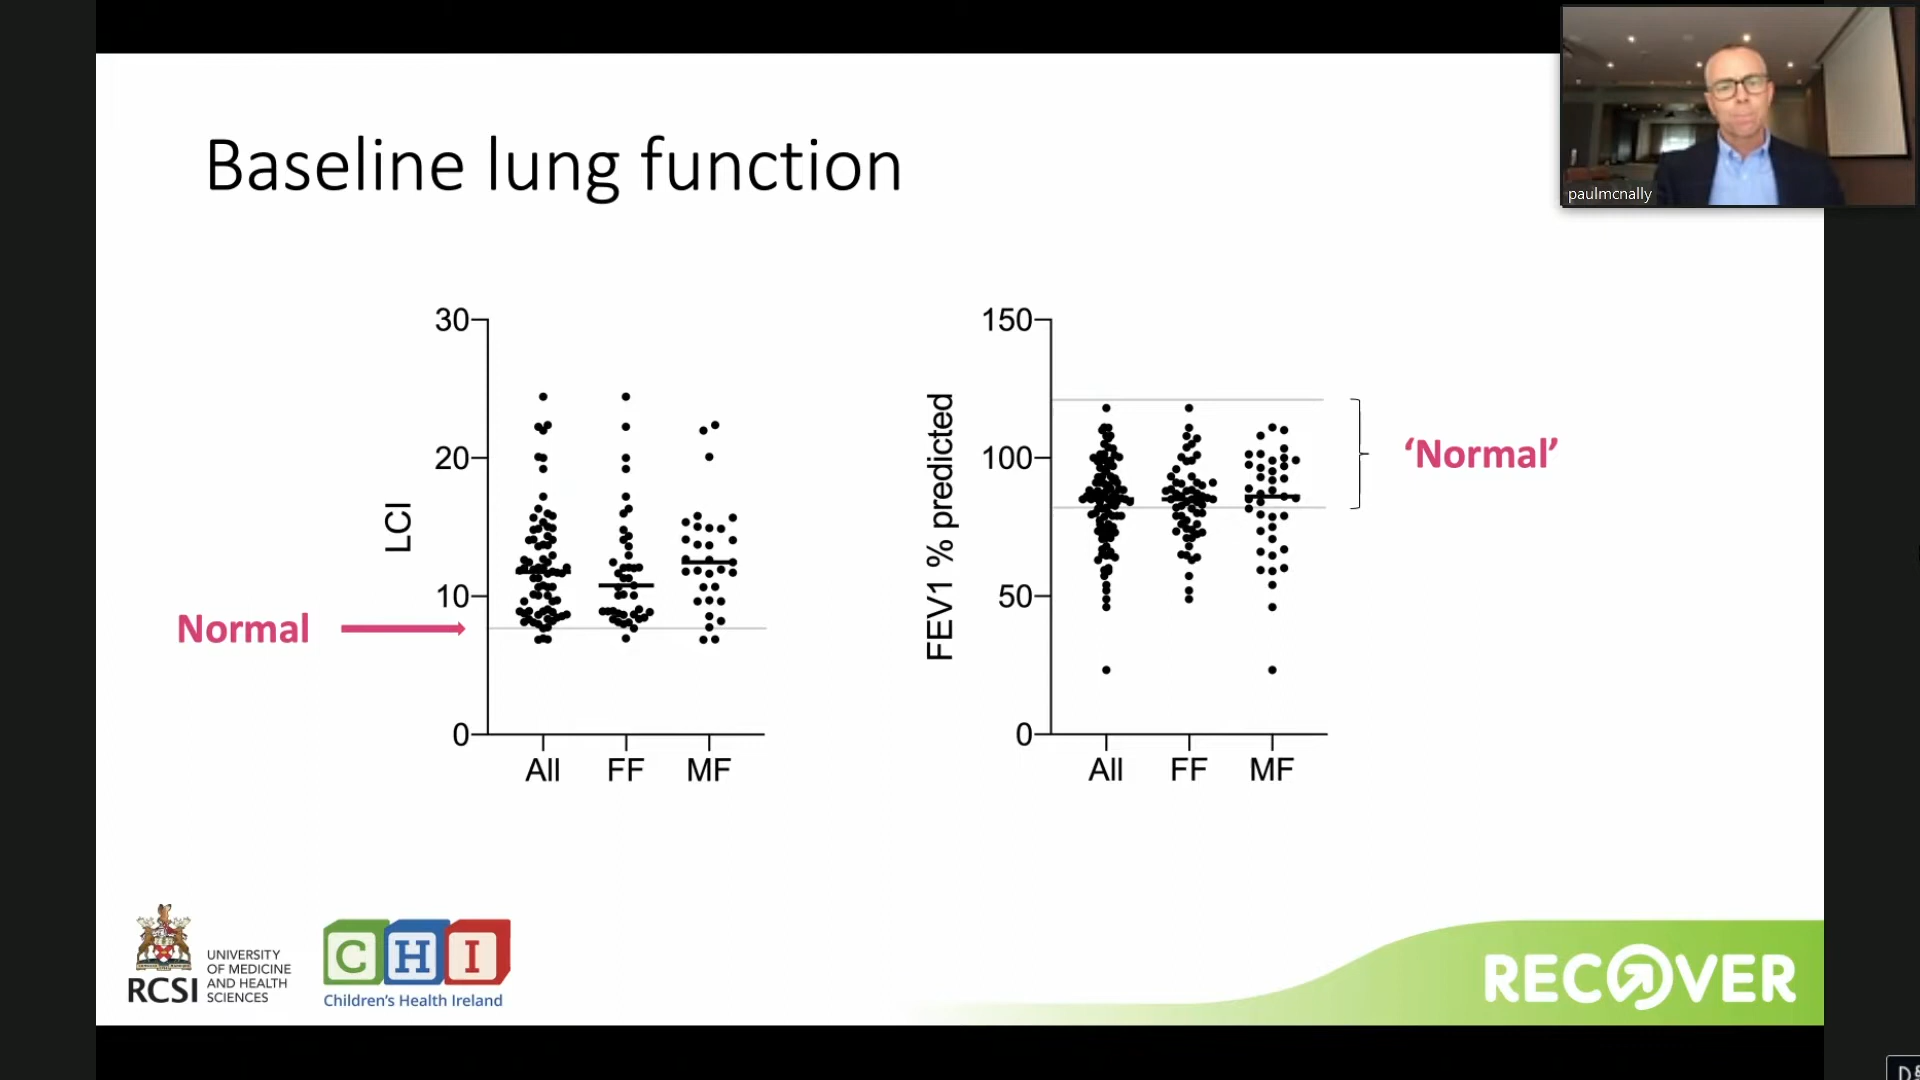 paulmcnally
Baseline lung function
30
20
10
0
LCI
Normal
All FF MF
150
100
50
0
FEV1 % predicted
‘Normal’
All FF MF
RCSI
UNIVERSITY
OF MEDICINE
AND HEALTH
SCIENCES
CHI
Children’s Health Ireland
RECOVER